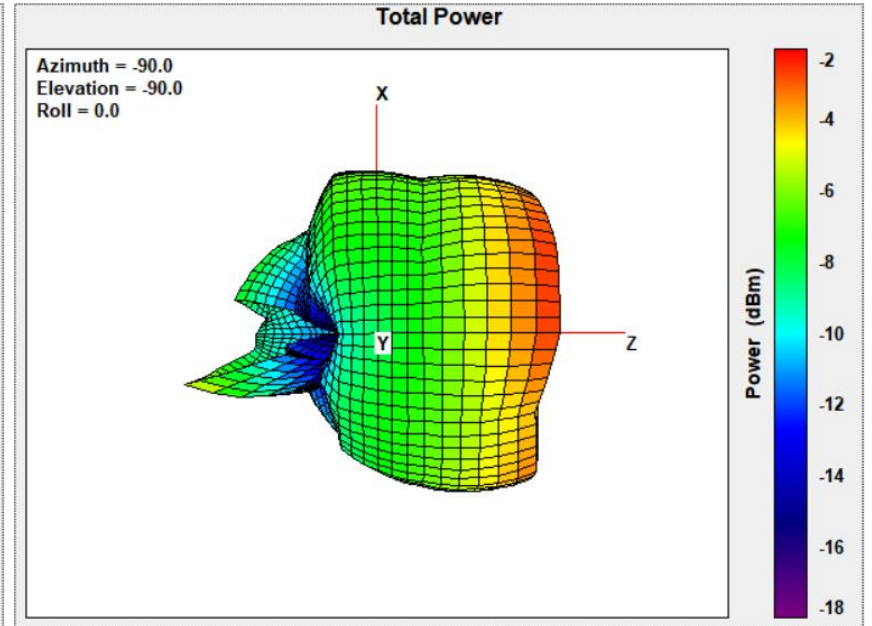 Total Power
Azimuth = -90.0
Elevation = -90.0
Roll = 0.0
X
Y
Z
Power (dBm)
-2
-4
-6
-8
-10
-12
-14
-16
-18